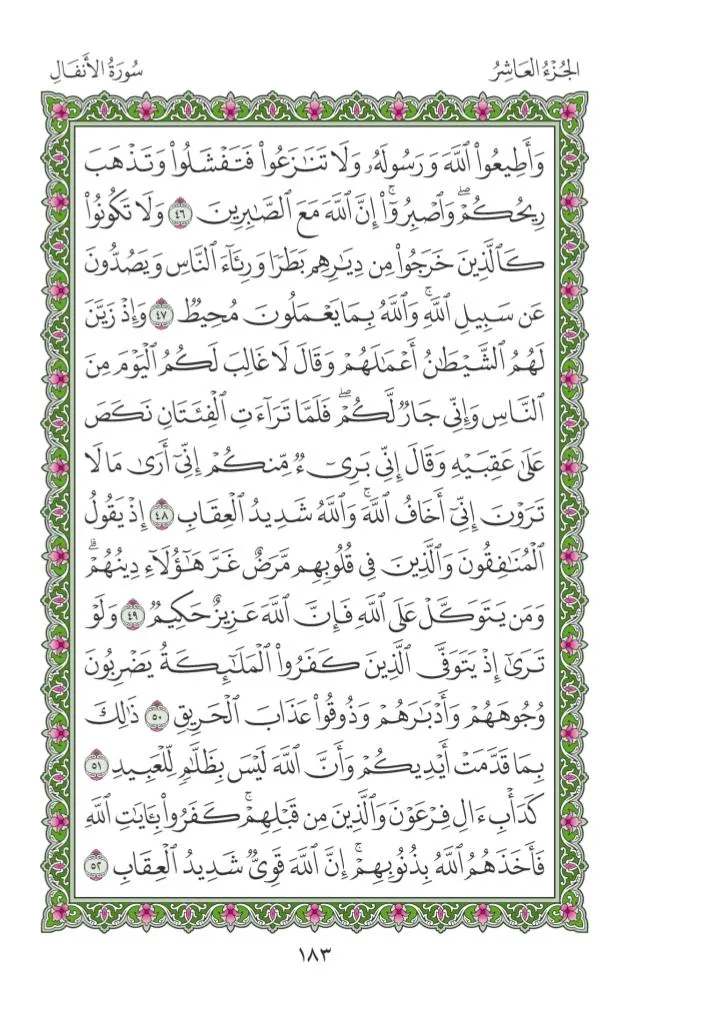 الجُزْءُ العَاشِرُ
سُورَةُ الأَنفَالِ
وَأَطِيعُوا۟ ٱللَّهَ وَرَسُولَهُۥ وَلَا تَنَـٰزَعُوا۟ فَتَفْشَلُوا۟ وَتَذْهَبَ
رِيحُكُمْۖ وَٱصْبِرُوٓا۟ۚ إِنَّ ٱللَّهَ مَعَ ٱلصَّـٰبِرِينَ ٤٦ وَلَا تَكُونُوا۟
كَٱلَّذِينَ خَرَجُوا۟ مِن دِيَـٰرِهِم بَطَرًا وَرِئَآءَ ٱلنَّاسِ وَيَصُدُّونَ
عَن سَبِيلِ ٱللَّهِۚ وَٱللَّهُ بِمَا يَعْمَلُونَ مُحِيطٌ ٤٧ وَإِذْ زَيَّنَ
لَهُمُ ٱلشَّيْطَـٰنُ أَعْمَـٰلَهُمْ وَقَالَ لَا غَالِبَ لَكُمُ ٱلْيَوْمَ مِنَ
ٱلنَّاسِ وَإِنِّى جَارٌ لَّكُمْۖ فَلَمَّا تَرَآءَتِ ٱلْفِئَتَانِ نَكَصَ
عَلَىٰ عَقِبَيْهِ وَقَالَ إِنِّى بَرِىٓءٌ مِّنكُمْ إِنِّىٓ أَرَىٰ مَا لَا
تَرَوْنَ إِنِّىٓ أَخَافُ ٱللَّهَۚ وَٱللَّهُ شَدِيدُ ٱلْعِقَابِ ٤٨ إِذْ يَقُولُ
ٱلْمُنَـٰفِقُونَ وَٱلَّذِينَ فِى قُلُوبِهِم مَّرَضٌ غَرَّ هَـٰٓؤُلَآءِ دِينُهُمْۗ
وَمَن يَتَوَكَّلْ عَلَى ٱللَّهِ فَإِنَّ ٱللَّهَ عَزِيزٌ حَكِيمٌ ٤٩ وَلَوْ
تَرَىٰٓ إِذْ يَتَوَفَّى ٱلَّذِينَ كَفَرُوا۟ ٱلْمَلَـٰٓئِكَةُ يَضْرِبُونَ
وُجُوهَهُمْ وَأَدْبَـٰرَهُمْ وَذُوقُوا۟ عَذَابَ ٱلْحَرِيقِ ٥٠ ذَٰلِكَ
بِمَا قَدَّمَتْ أَيْدِيكُمْ وَأَنَّ ٱللَّهَ لَيْسَ بِظَلَّـٰمٍ لِّلْعَبِيدِ ٥١
كَدَأْبِ ءَالِ فِرْعَوْنَ وَٱلَّذِينَ مِن قَبْلِهِمْۚ كَفَرُوا۟ بِـَٔايَـٰتِ ٱللَّهِ
فَأَخَذَهُمُ ٱللَّهُ بِذُنُوبِهِمْۚ إِنَّ ٱللَّهَ قَوِىٌّ شَدِيدُ ٱلْعِقَابِ ٥٢
١٨٣